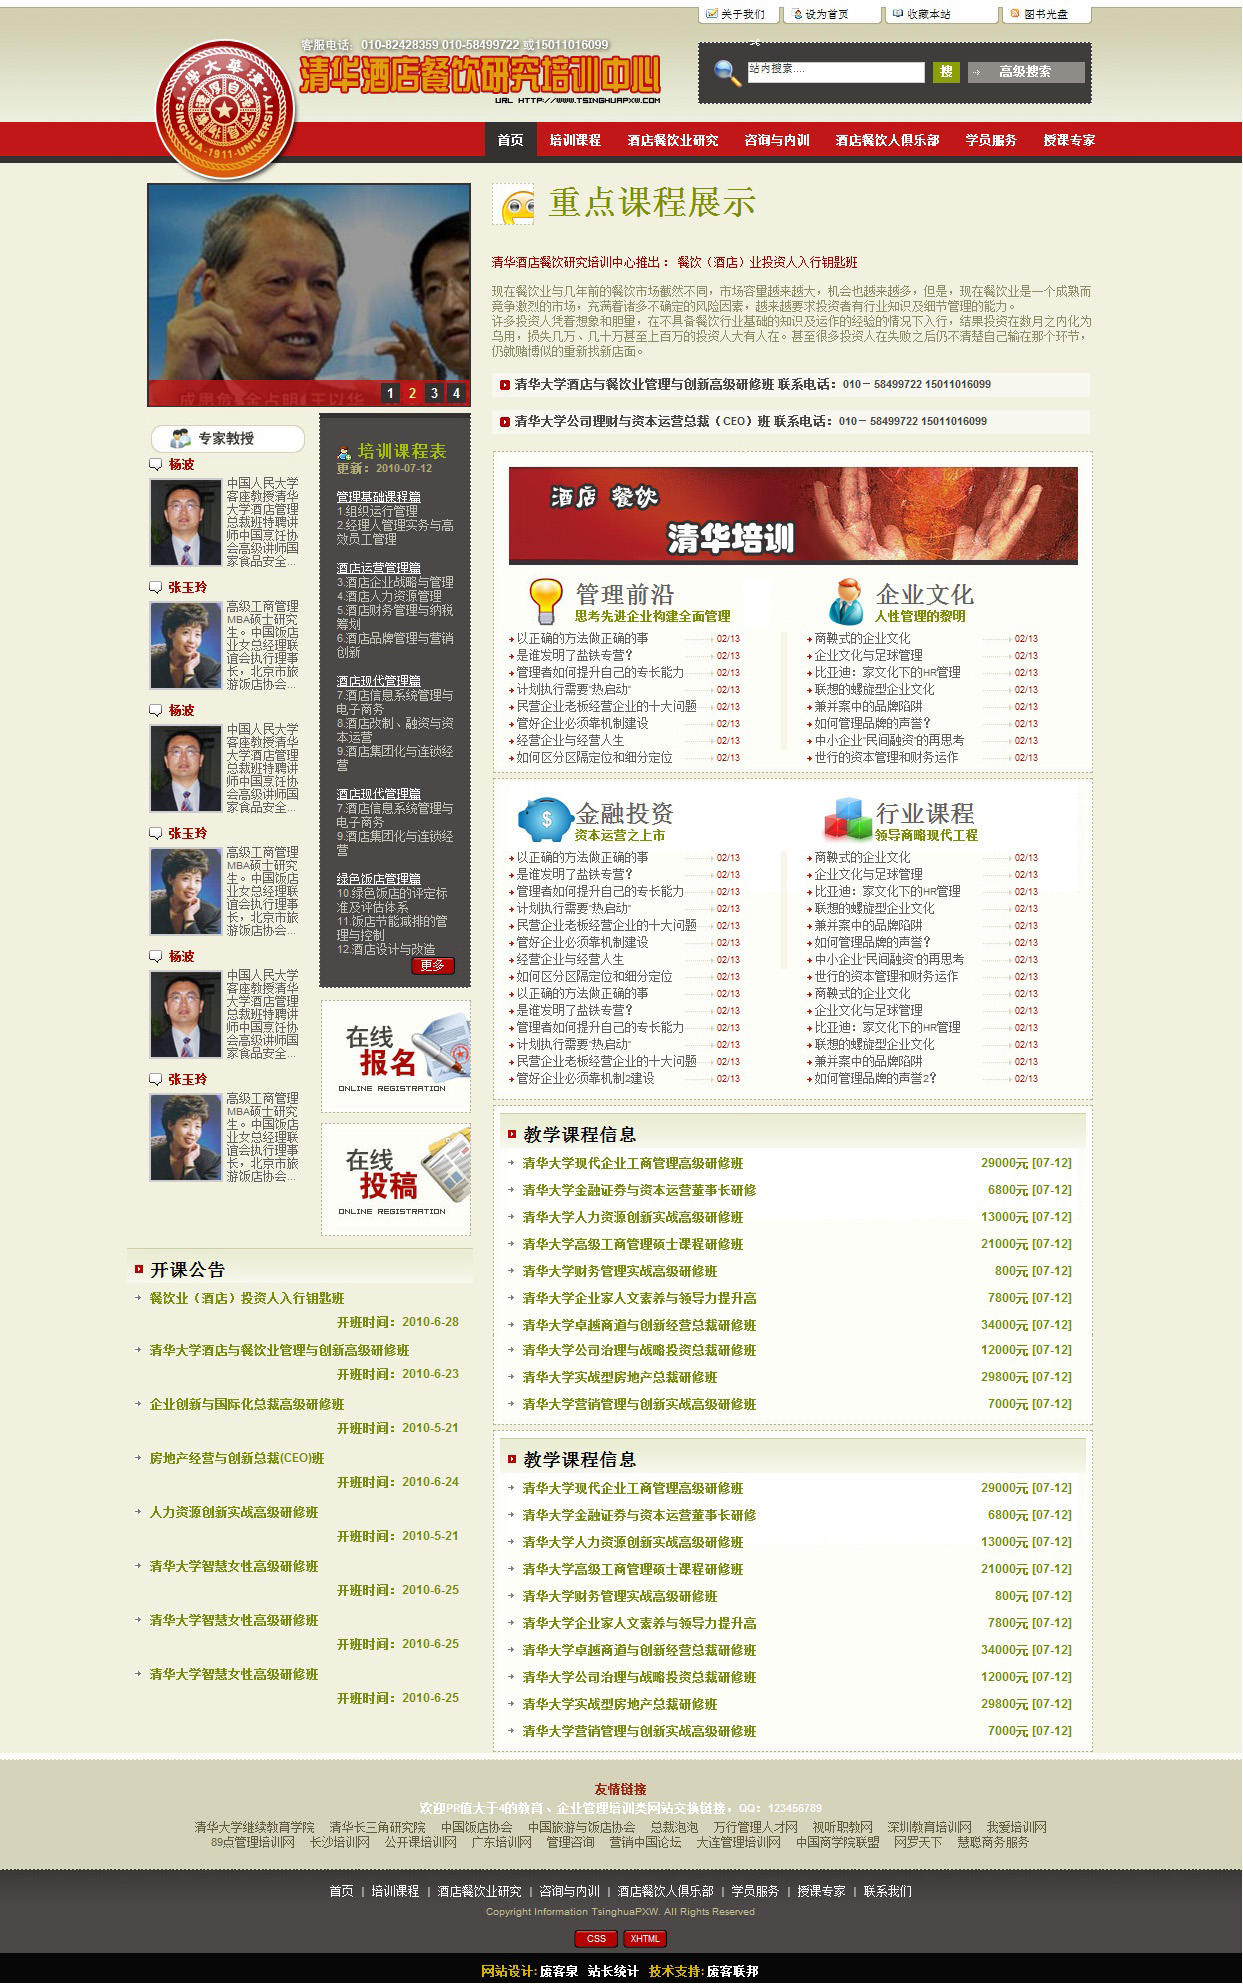 关于我们
设为首页
收藏本站
图书光盘
客服电话：010-82428359 010-58499722 或15011016099
清华酒店餐饮研究培训中心
URL HTTP://WWW.TSINGHUAPXW.COM
站内搜索....
搜
高级搜索
清华大学
TSINGHUA-1911-UNIVERSITY
首页 培训课程 酒店餐饮业研究 咨询与内训 酒店餐饮人俱乐部 学员服务 授课专家
1 2 3 4
重点课程展示
清华酒店餐饮研究培训中心推出： 餐饮（酒店）业投资人入行钥匙班
现在餐饮业与几年前的餐饮市场截然不同，市场容量越来越大，机会也越来越多，但是，现在餐饮业是一个成熟而
竞争激烈的市场，充满着诸多不确定的风险因素，越来越要求投资者有行业知识及细节管理的能力。
许多投资人凭着想象和胆量，在不具备餐饮行业基础的知识及运作的经验的情况下入行，结果投资在数月之内化为
乌用，损失几万、几十万甚至上百万的投资人大有人在。甚至很多投资人在失败之后仍不清楚自己输在那个环节，
仍就赌博似的重新找新店面。
清华大学酒店与餐饮业管理与创新高级研修班 联系电话：010－58499722 15011016099
清华大学公司理财与资本运营总裁（CEO）班 联系电话：010－58499722 15011016099
专家教授
杨波
中国人民大学
客座教授清华
大学酒店管理
总裁班特聘讲
师中国烹饪协
会高级讲师国
家食品安全...
张玉玲
高级工商管理
MBA硕士研究
生。中国饭店
业女总经理联
谊会执行理事
长，北京市旅
游饭店协会...
杨波
中国人民大学
客座教授清华
大学酒店管理
总裁班特聘讲
师中国烹饪协
会高级讲师国
家食品安全...
张玉玲
高级工商管理
MBA硕士研究
生。中国饭店
业女总经理联
谊会执行理事
长，北京市旅
游饭店协会...
杨波
中国人民大学
客座教授清华
大学酒店管理
总裁班特聘讲
师中国烹饪协
会高级讲师国
家食品安全...
张玉玲
高级工商管理
MBA硕士研究
生。中国饭店
业女总经理联
谊会执行理事
长，北京市旅
游饭店协会...
培训课程表
更新：2010-07-12
管理基础课程篇
1.组织运行管理
2.经理人管理实务与高
效员工管理
酒店运营管理篇
3.酒店企业战略与管理
4.酒店人力资源管理
5.酒店财务管理与纳税
筹划
6.酒店品牌管理与营销
创新
酒店现代管理篇
7.酒店信息系统管理与
电子商务
8.酒店改制、融资与资
本运营
9.酒店集团化与连锁经
营
酒店现代管理篇
7.酒店信息系统管理与
电子商务
9.酒店集团化与连锁经
营
绿色饭店管理篇
10.绿色饭店的评定标
准及评估体系
11.饭店节能减排的管
理与控制
12.酒店设计与改造
更多
在线
报名
ONLINE REGISTRATION
在线
投稿
ONLINE REGISTRATION
酒店 餐饮
清华培训
管理前沿
思考先进企业构建全面管理
以正确的方法做正确的事 02/13
是谁发明了盐铁专营？ 02/13
管理者如何提升自己的专长能力 02/13
计划执行需要“热启动” 02/13
民营企业老板经营企业的十大问题 02/13
管好企业必须靠机制建设 02/13
经营企业与经营人生 02/13
如何区分区隔定位和细分定位 02/13
企业文化
人性管理的黎明
商鞅式的企业文化 02/13
企业文化与足球管理 02/13
比亚迪：家文化下的HR管理 02/13
联想的螺旋型企业文化 02/13
兼并案中的品牌陷阱 02/13
如何管理品牌的声誉？ 02/13
中小企业“民间融资”的再思考 02/13
世行的资本管理和财务运作 02/13
金融投资
资本运营之上市
以正确的方法做正确的事 02/13
是谁发明了盐铁专营？ 02/13
管理者如何提升自己的专长能力 02/13
计划执行需要“热启动” 02/13
民营企业老板经营企业的十大问题 02/13
管好企业必须靠机制建设 02/13
经营企业与经营人生 02/13
如何区分区隔定位和细分定位 02/13
以正确的方法做正确的事 02/13
是谁发明了盐铁专营？ 02/13
管理者如何提升自己的专长能力 02/13
计划执行需要“热启动” 02/13
民营企业老板经营企业的十大问题 02/13
管好企业必须靠机制2建设 02/13
行业课程
领导商略现代工程
商鞅式的企业文化 02/13
企业文化与足球管理 02/13
比亚迪：家文化下的HR管理 02/13
联想的螺旋型企业文化 02/13
兼并案中的品牌陷阱 02/13
如何管理品牌的声誉？ 02/13
中小企业“民间融资”的再思考 02/13
世行的资本管理和财务运作 02/13
商鞅式的企业文化 02/13
企业文化与足球管理 02/13
比亚迪：家文化下的HR管理 02/13
联想的螺旋型企业文化 02/13
兼并案中的品牌陷阱 02/13
如何管理品牌的声誉2？ 02/13
教学课程信息
清华大学现代企业工商管理高级研修班 29000元 [07-12]
清华大学金融证券与资本运营董事长研修 6800元 [07-12]
清华大学人力资源创新实战高级研修班 13000元 [07-12]
清华大学高级工商管理硕士课程研修班 21000元 [07-12]
清华大学财务管理实战高级研修班 800元 [07-12]
清华大学企业家人文素养与领导力提升高 7800元 [07-12]
清华大学卓越商道与创新经营总裁研修班 34000元 [07-12]
清华大学公司治理与战略投资总裁研修班 12000元 [07-12]
清华大学实战型房地产总裁研修班 29800元 [07-12]
清华大学营销管理与创新实战高级研修班 7000元 [07-12]
教学课程信息
清华大学现代企业工商管理高级研修班 29000元 [07-12]
清华大学金融证券与资本运营董事长研修 6800元 [07-12]
清华大学人力资源创新实战高级研修班 13000元 [07-12]
清华大学高级工商管理硕士课程研修班 21000元 [07-12]
清华大学财务管理实战高级研修班 800元 [07-12]
清华大学企业家人文素养与领导力提升高 7800元 [07-12]
清华大学卓越商道与创新经营总裁研修班 34000元 [07-12]
清华大学公司治理与战略投资总裁研修班 12000元 [07-12]
清华大学实战型房地产总裁研修班 29800元 [07-12]
清华大学营销管理与创新实战高级研修班 7000元 [07-12]
开课公告
餐饮业（酒店）投资人入行钥匙班
开班时间：2010-6-28
清华大学酒店与餐饮业管理与创新高级研修班
开班时间：2010-6-23
企业创新与国际化总裁高级研修班
开班时间：2010-5-21
房地产经营与创新总裁(CEO)班
开班时间：2010-6-24
人力资源创新实战高级研修班
开班时间：2010-5-21
清华大学智慧女性高级研修班
开班时间：2010-6-25
清华大学智慧女性高级研修班
开班时间：2010-6-25
清华大学智慧女性高级研修班
开班时间：2010-6-25
友情链接
欢迎PR值大于4的教育、企业管理培训类网站交换链接，QQ：123456789
清华大学继续教育学院 清华长三角研究院 中国饭店协会 中国旅游与饭店协会 总裁泡泡 万行管理人才网 视听职教网 深圳教育培训网 我爱培训网
89点管理培训网 长沙培训网 公开课培训网 广东培训网 管理咨询 营销中国论坛 大连管理培训网 中国商学院联盟 网罗天下 慧聪商务服务
首页 | 培训课程 | 酒店餐饮业研究 | 咨询与内训 | 酒店餐饮人俱乐部 | 学员服务 | 授课专家 | 联系我们
Copyright Information TsinghuaPXW. All Rights Reserved
CSS XHTML
网站设计：废客泉 站长统计 技术支持：废客联邦